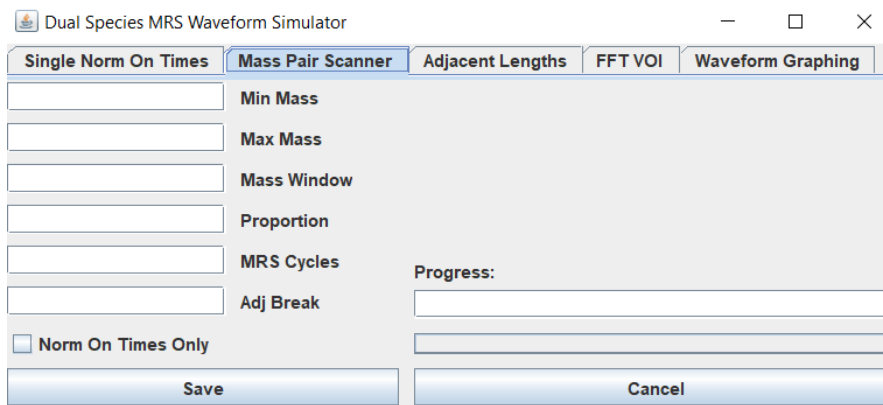 Dual Species MRS Waveform Simulator
Single Norm On Times Mass Pair Scanner Adjacent Lengths FFT VOI Waveform Graphing
Min Mass
Max Mass
Mass Window
Proportion
MRS Cycles
Progress:
Adj Break
Norm On Times Only
Save Cancel